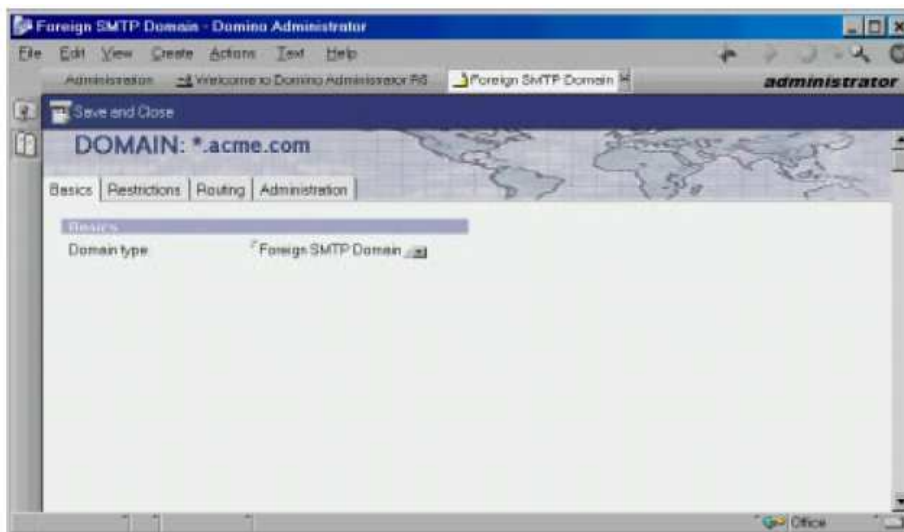 Foreign SMTP Domain - Domino Administrator
File Edit View Create Actions Text Help
Administration Welcome to Domino Administrator R6 Foreign SMTP Domain
administrator
Save and Close
DOMAIN: *.acme.com
Basics Restrictions Routing Administration
Basics
Domain type Foreign SMTP Domain
Office